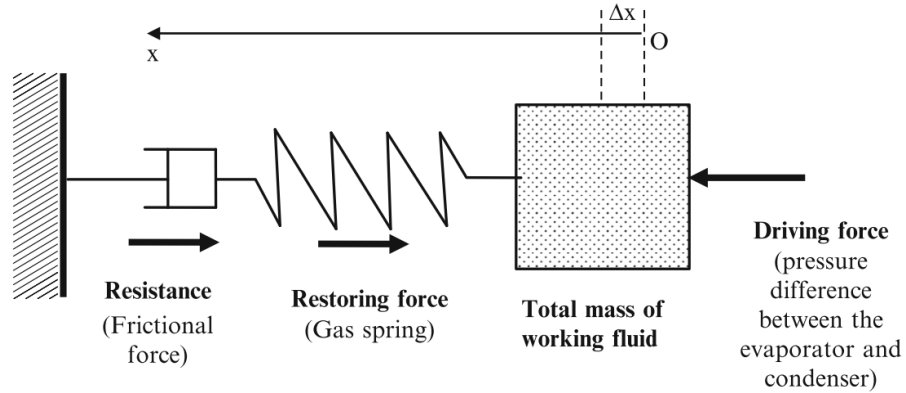 Δx
O
x
Resistance
(Frictional
force)
Restoring force
(Gas spring)
Total mass of
working fluid
Driving force
(pressure
difference
between the
evaporator and
condenser)